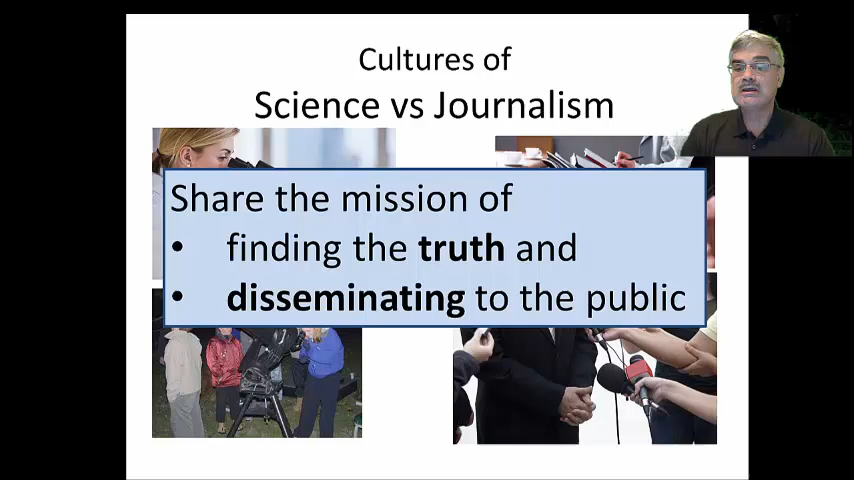 Cultures of
Science vs Journalism
Share the mission of
• finding the truth and
• disseminating to the public